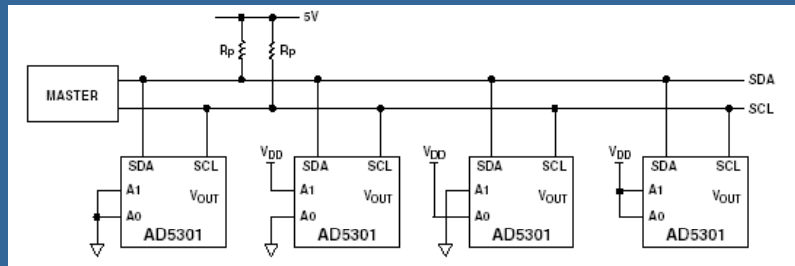 5V
RP RP
SDA
MASTER
SCL
SDA SCL
A1
VOUT
A0
AD5301
VDD
SDA SCL
A1
VOUT
A0
AD5301
VDD
SDA SCL
A1
VOUT
A0
AD5301
VDD
SDA SCL
A1
VOUT
A0
AD5301